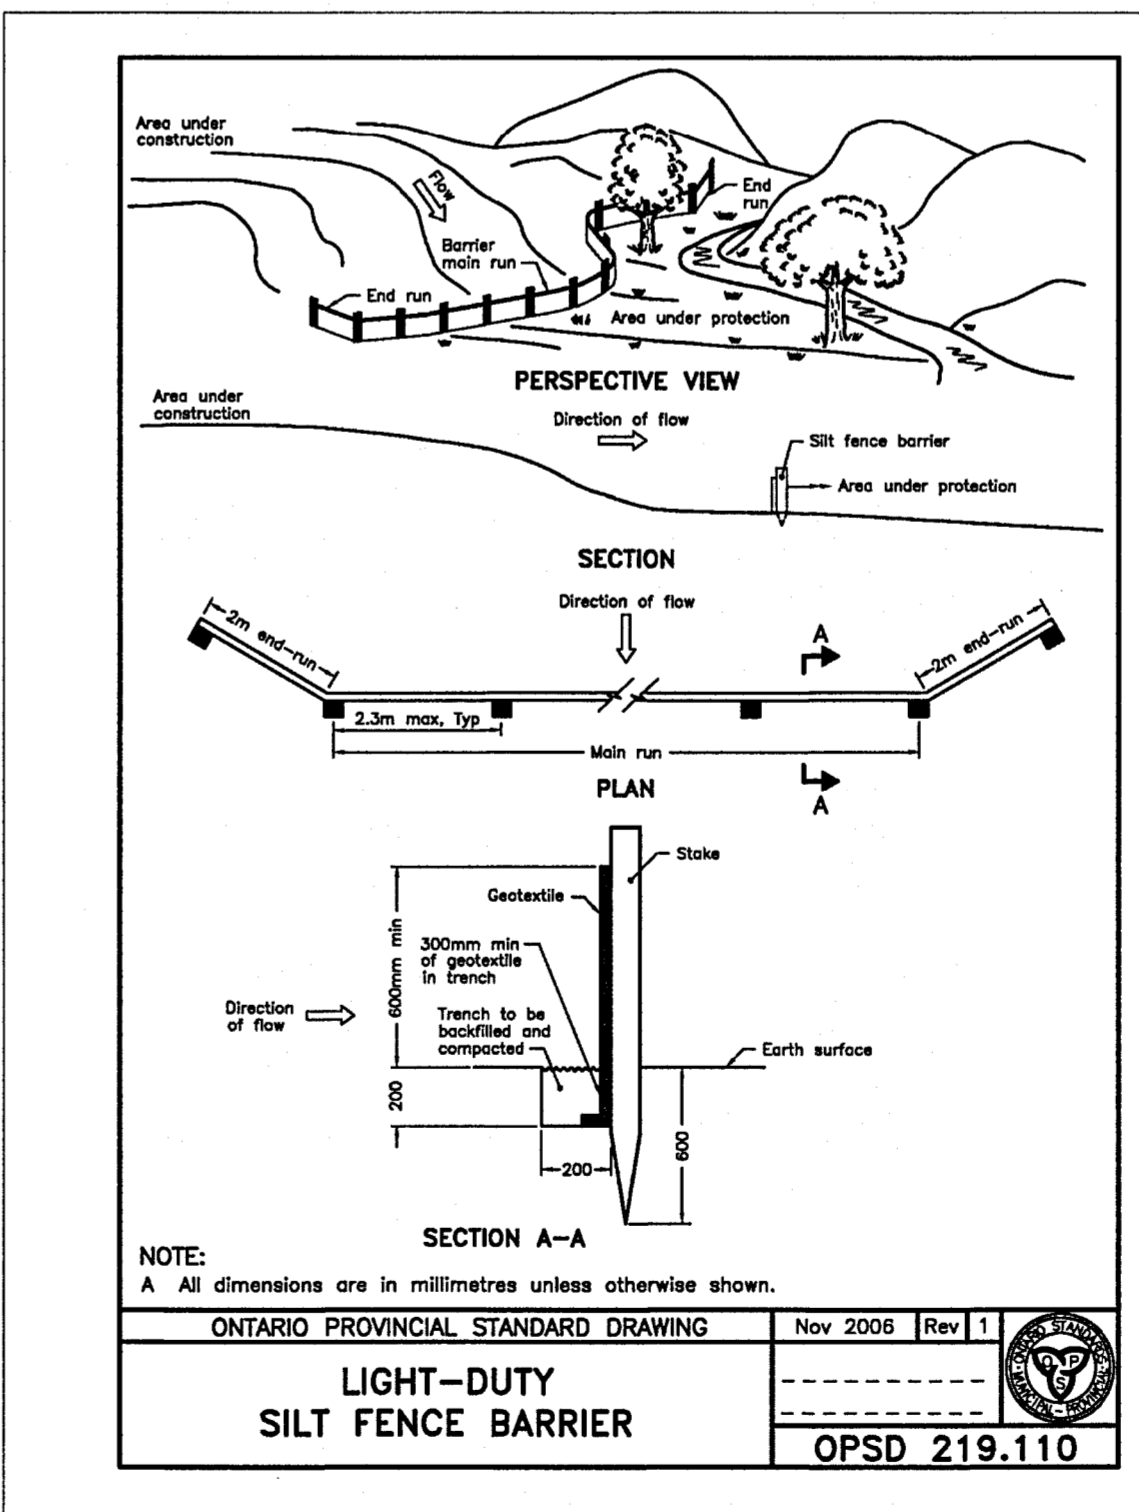 Area under
construction
Flow
End
run
Barrier
main run
End run
Area under protection
PERSPECTIVE VIEW
Area under
construction
Direction of flow
Silt fence barrier
Area under protection
SECTION
Direction of flow
2m end-run
A
2m end-run
2.3m max, Typ
Main run
PLAN
A
Stake
Geotextile
600mm min
300mm min
of geotextile
in trench
Direction
of flow
Trench to be
backfilled and
compacted
Earth surface
200
600
200
SECTION A-A
NOTE:
A All dimensions are in millimetres unless otherwise shown.
ONTARIO PROVINCIAL STANDARD DRAWING
Nov 2006
Rev
1
LIGHT-DUTY
SILT FENCE BARRIER
ONTARIO STANDARDS
MUNICIPAL - PROVINCIAL
O P
S
OPSD 219.110